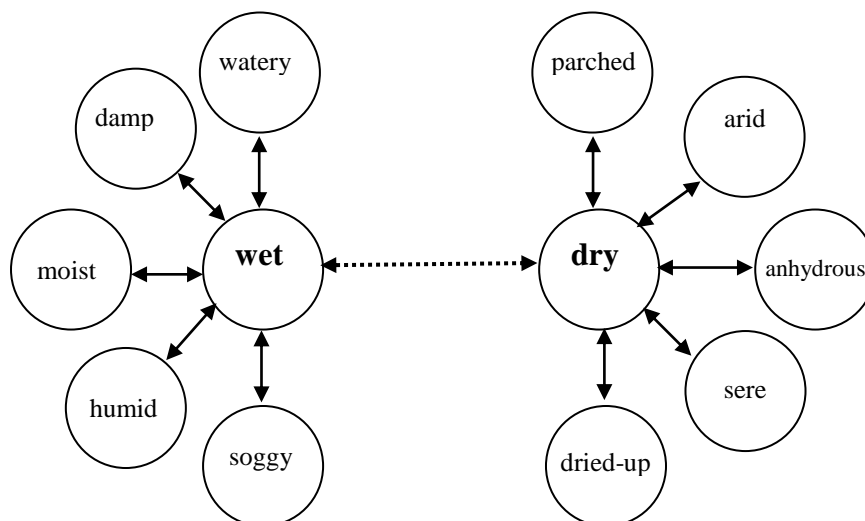 watery
parched
damp
arid
wet
dry
moist
anhydrous
humid
sere
soggy
dried-up